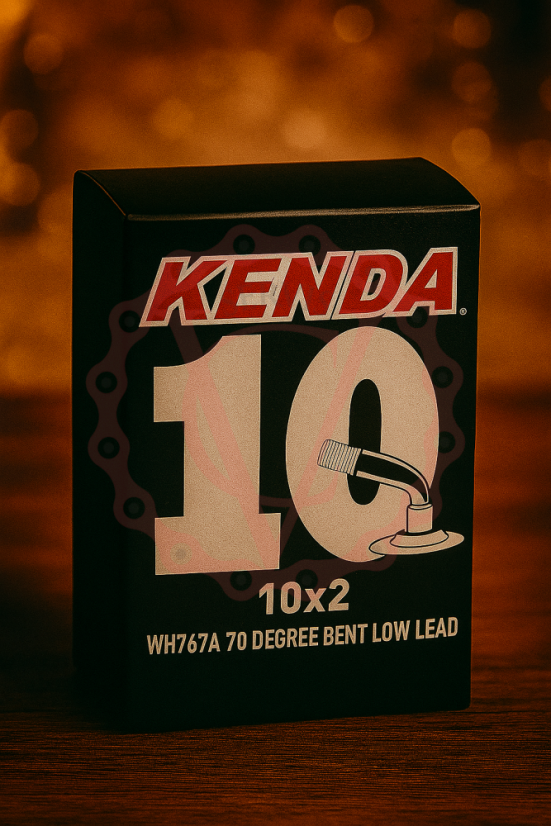 KENDA®
10
10x2
WH767A 70 DEGREE BENT LOW LEAD